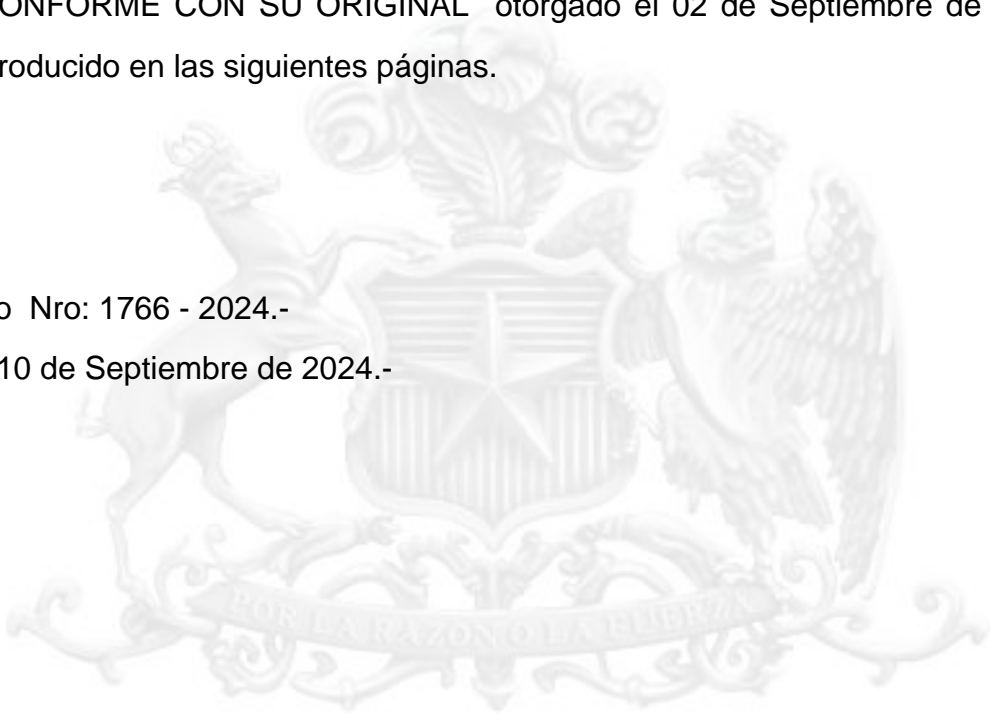 ONFORME CON SU ORIGINAL" otorgado el 02 de Septiembre de
roducido en las siguientes páginas.
o Nro: 1766 - 2024.-
10 de Septiembre de 2024.-
POR LA RAZON O LA FUERZA